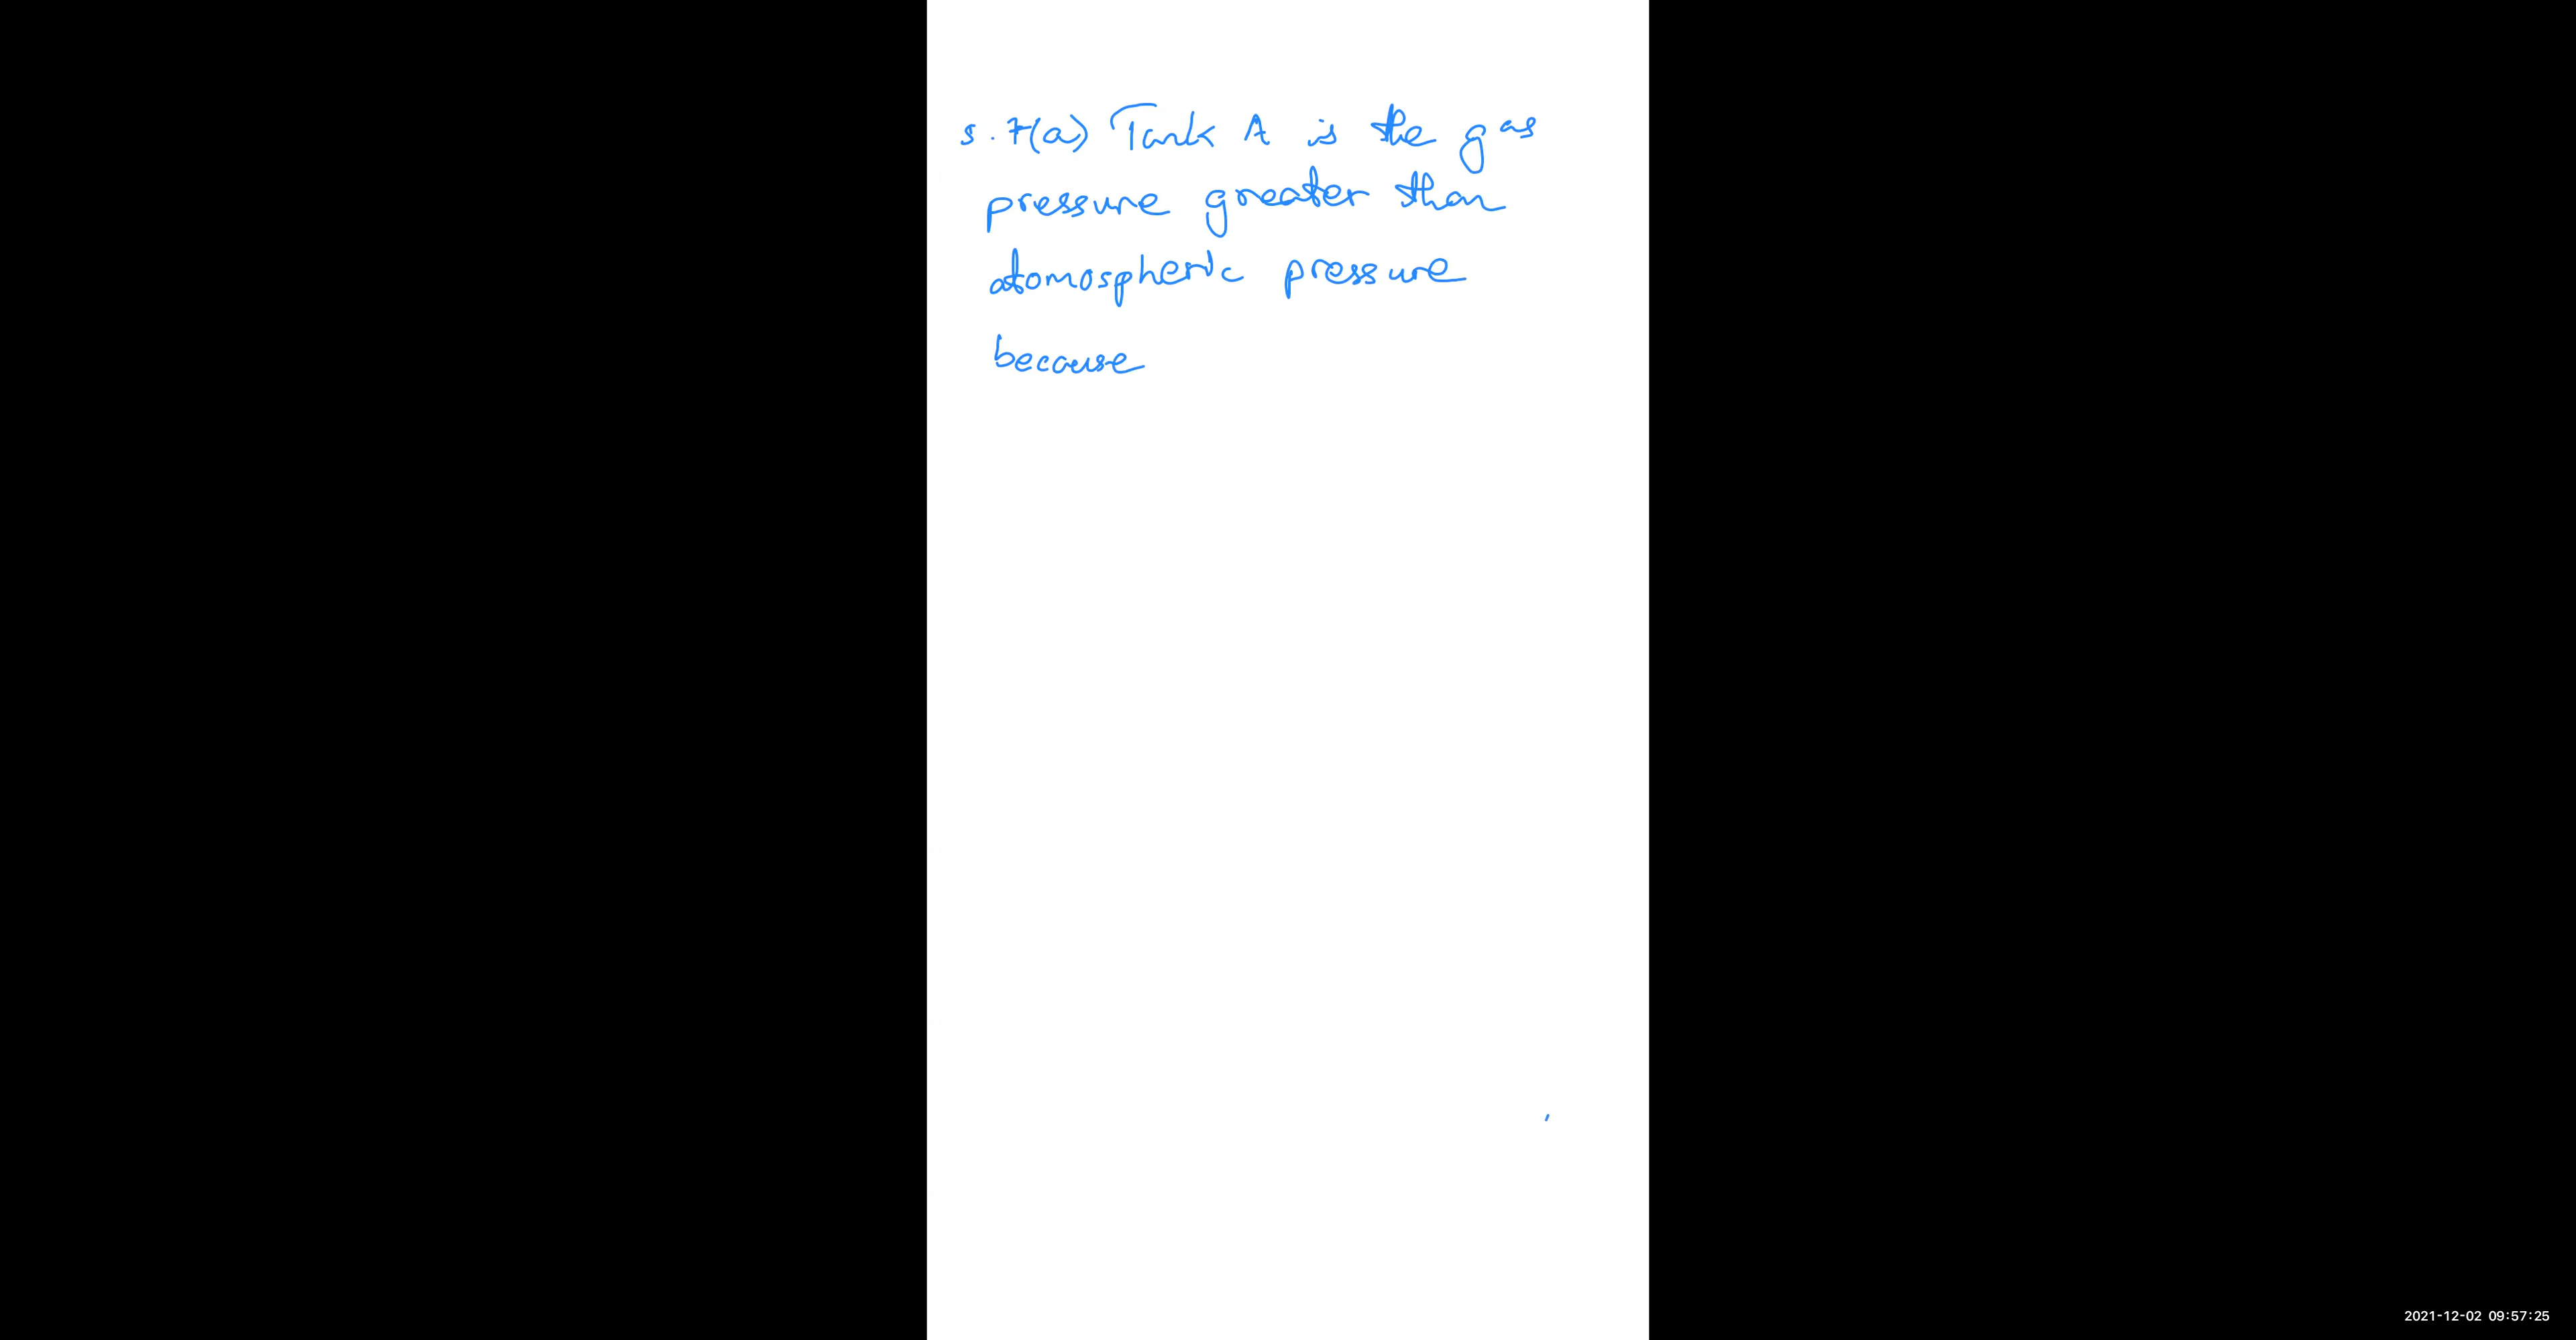 5.7(a) Tank A is the gas
pressure greater than
atomospheric pressure
because
2021-12-02 09:57:25